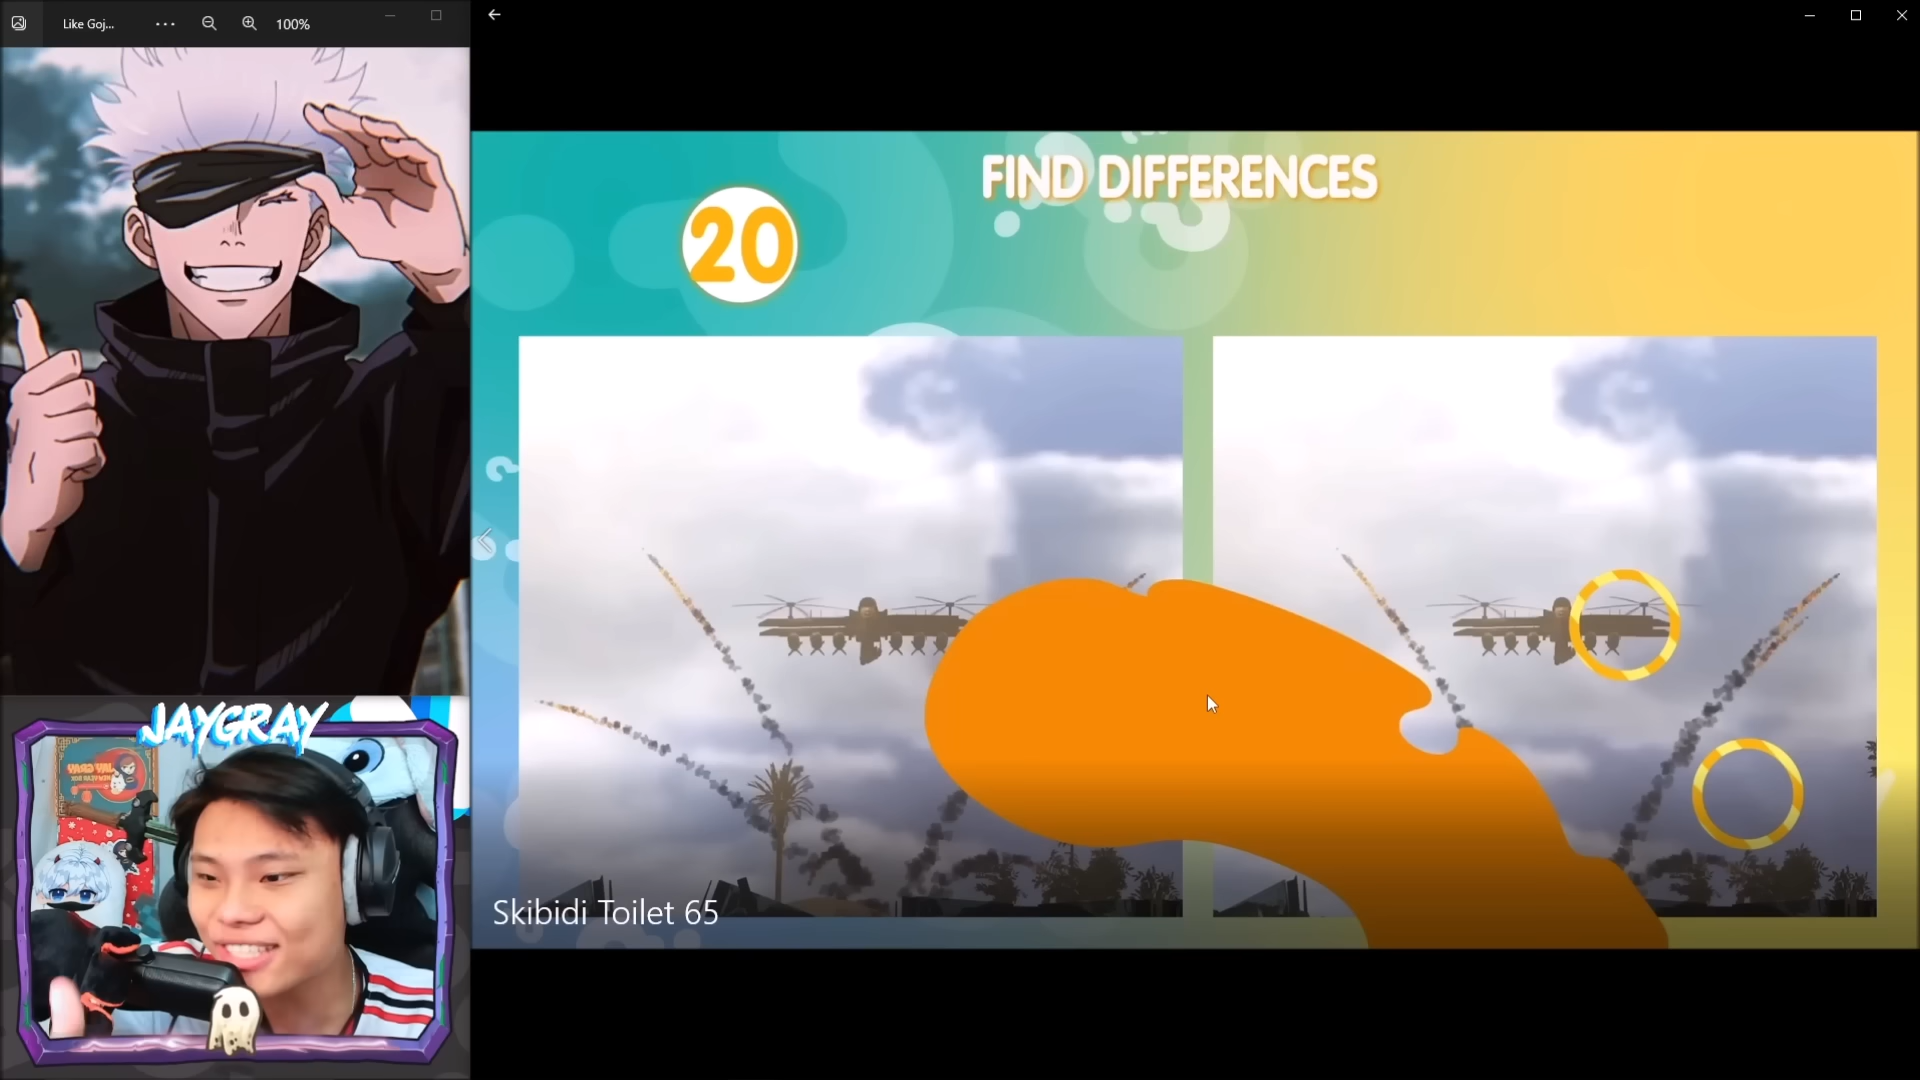 Like Goj...
100%
FIND DIFFERENCES
20
Skibidi Toilet 65
JAYGRAY